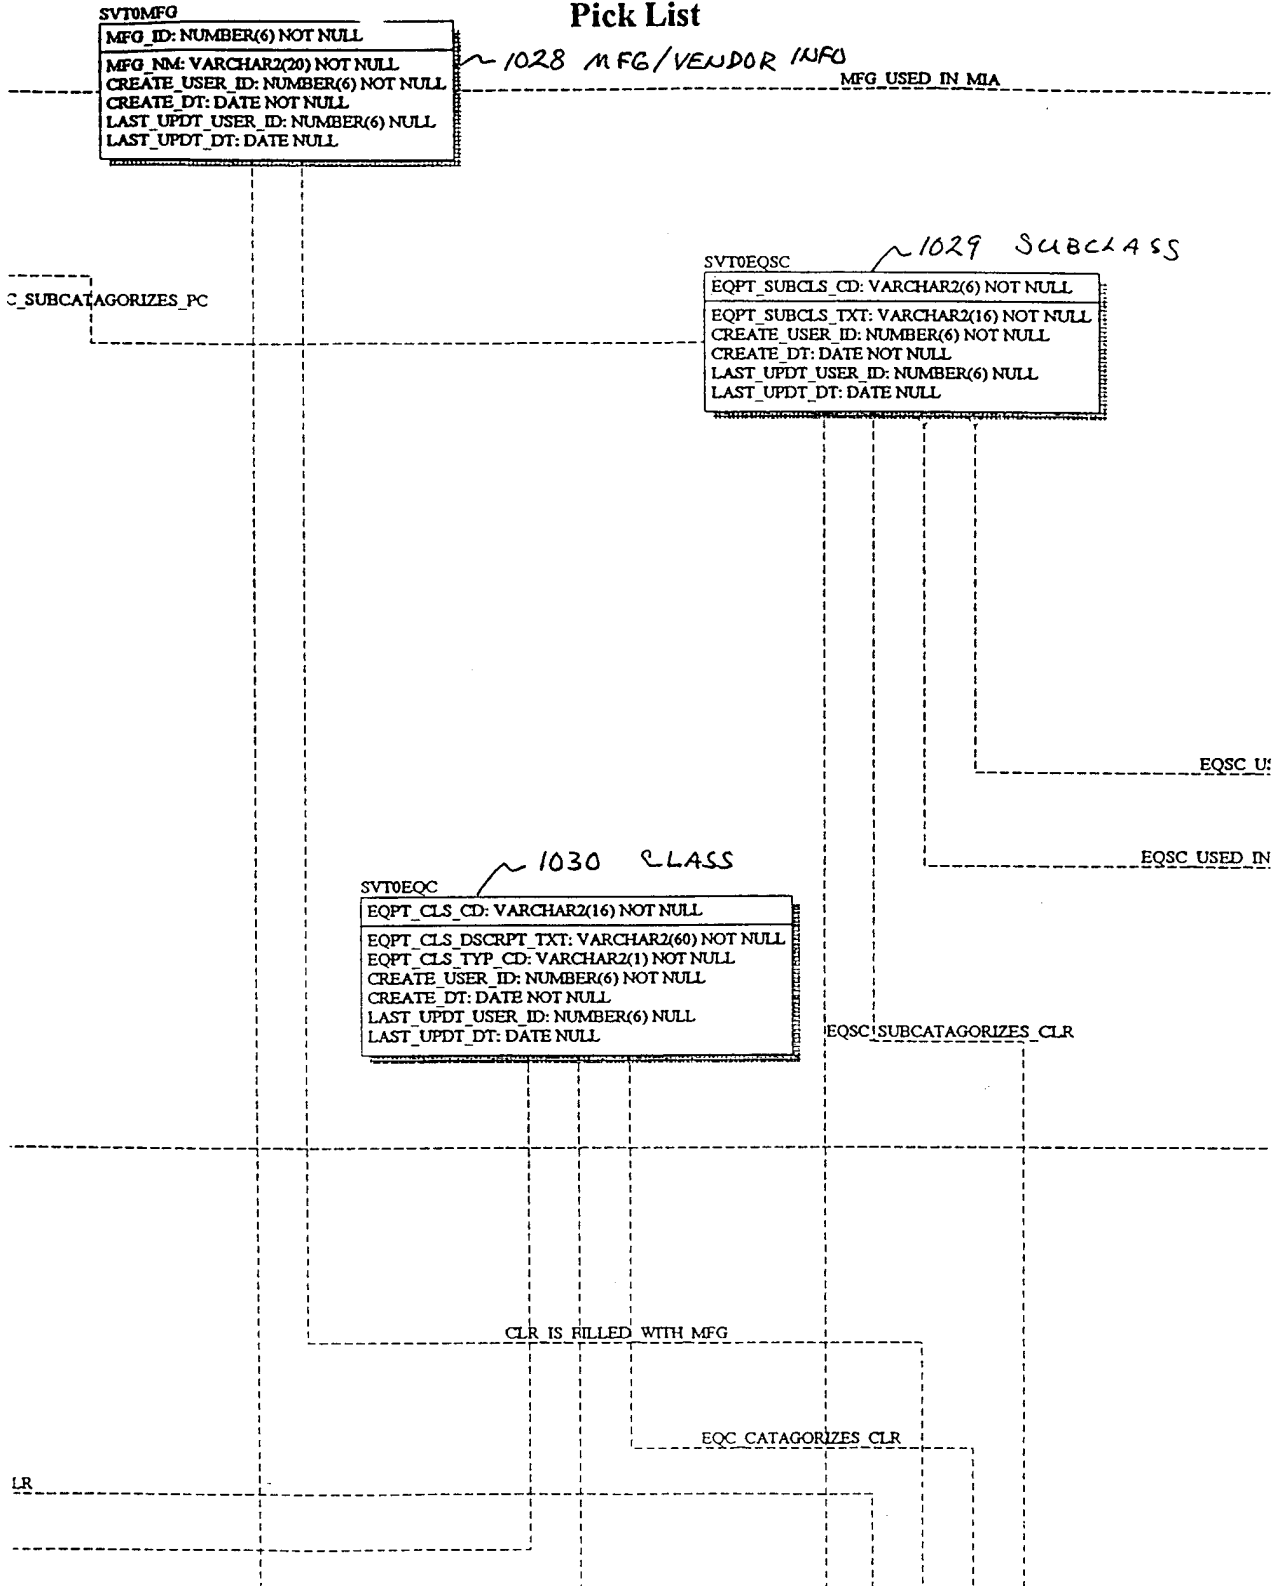 Pick List
SVT0MFG
MFG_ID: NUMBER(6) NOT NULL
MFG_NM: VARCHAR2(20) NOT NULL
CREATE_USER_ID: NUMBER(6) NOT NULL
CREATE_DT: DATE NOT NULL
LAST_UPDT_USER_ID: NUMBER(6) NULL
LAST_UPDT_DT: DATE NULL
1028 MFG/VENDOR INFO
MFG_USED_IN_MIA
1029 SUBCLASS
SVT0EQSC
EQPT_SUBCLS_CD: VARCHAR2(6) NOT NULL
EQPT_SUBCLS_TXT: VARCHAR2(16) NOT NULL
CREATE_USER_ID: NUMBER(6) NOT NULL
CREATE_DT: DATE NOT NULL
LAST_UPDT_USER_ID: NUMBER(6) NULL
LAST_UPDT_DT: DATE NULL
C_SUBCATAGORIZES_PC
EQSC_U
EQSC_USED_IN
1030 CLASS
SVT0EQC
EQPT_CLS_CD: VARCHAR2(16) NOT NULL
EQPT_CLS_DSCRPT_TXT: VARCHAR2(60) NOT NULL
EQPT_CLS_TYP_CD: VARCHAR2(1) NOT NULL
CREATE_USER_ID: NUMBER(6) NOT NULL
CREATE_DT: DATE NOT NULL
LAST_UPDT_USER_ID: NUMBER(6) NULL
LAST_UPDT_DT: DATE NULL
EQSC_SUBCATAGORIZES_CLR
CLR_IS_FILLED_WITH_MFG
EQC_CATAGORIZES_CLR
LR